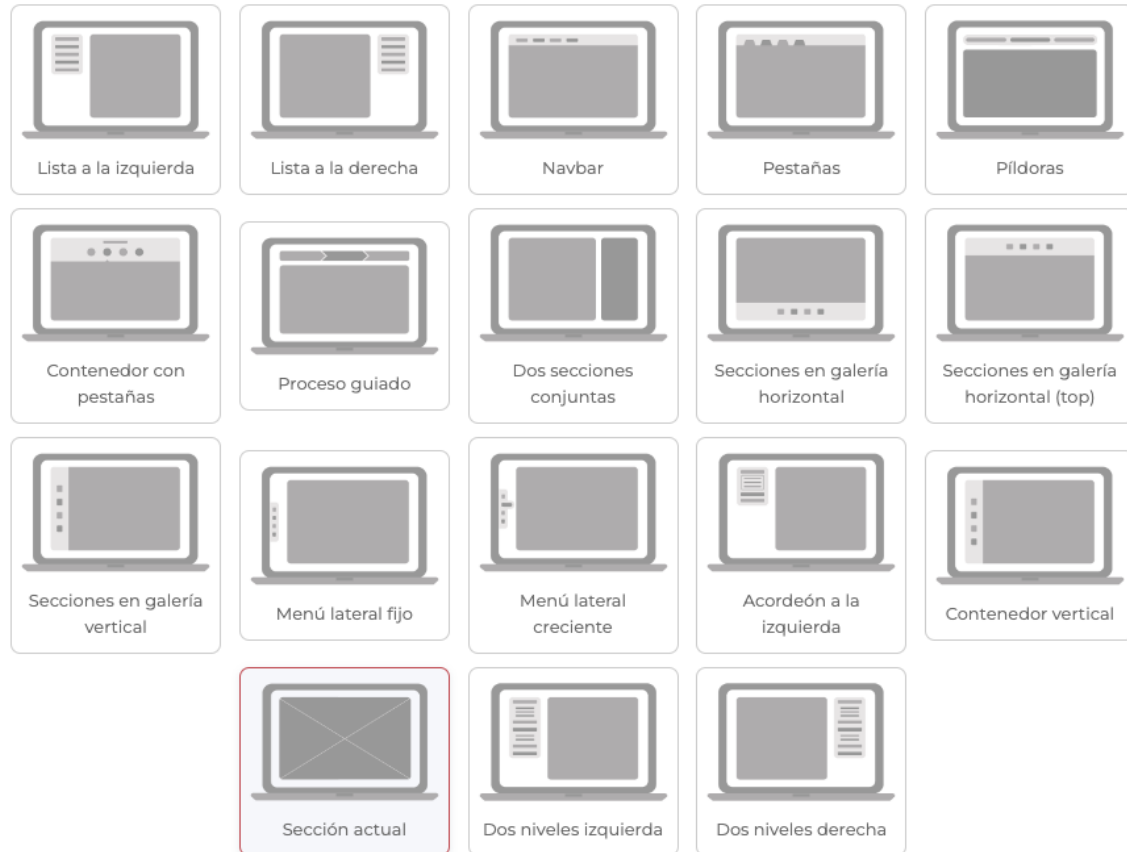 Lista a la izquierda
Lista a la derecha
Navbar
Pestañas
Píldoras
Contenedor con
pestañas
Proceso guiado
Dos secciones
conjuntas
Secciones en galería
horizontal
Secciones en galería
horizontal (top)
Secciones en galería
vertical
Menú lateral fijo
Menú lateral
creciente
Acordeón a la
izquierda
Contenedor vertical
Sección actual
Dos niveles izquierda
Dos niveles derecha